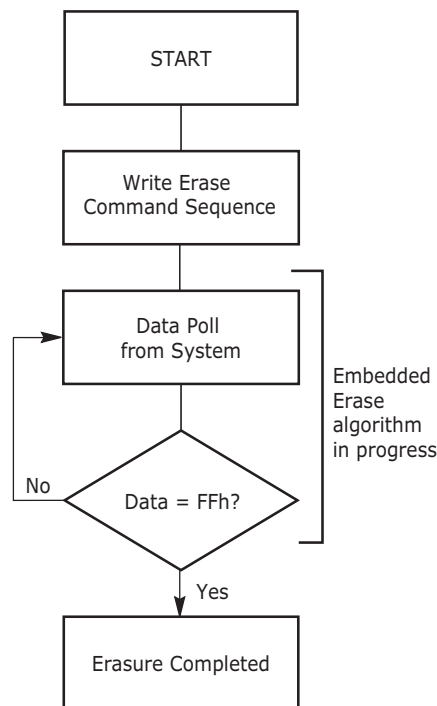 START
Write Erase
Command Sequence
Data Poll
from System
Embedded
Erase
algorithm
in progress
No
Data = FFh?
Yes
Erasure Completed